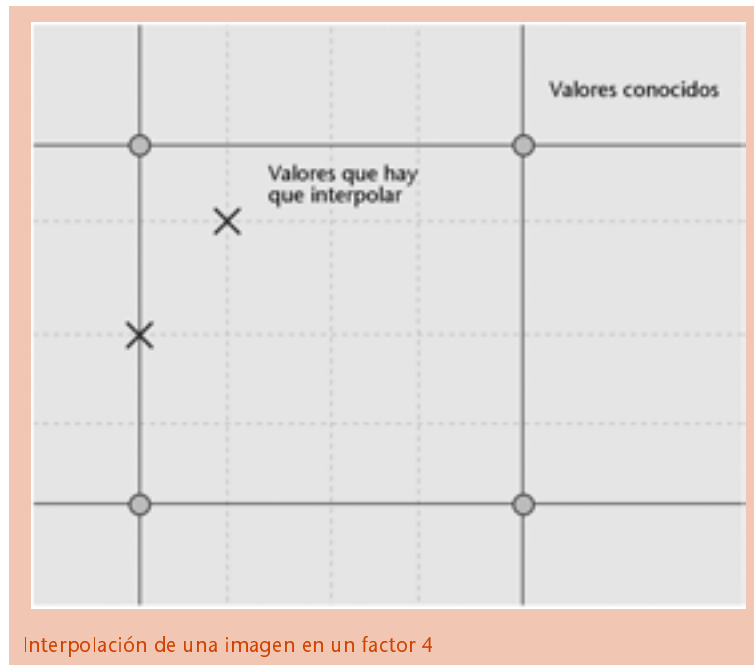 Valores conocidos
Valores que hay
que interpolar
Interpolación de una imagen en un factor 4